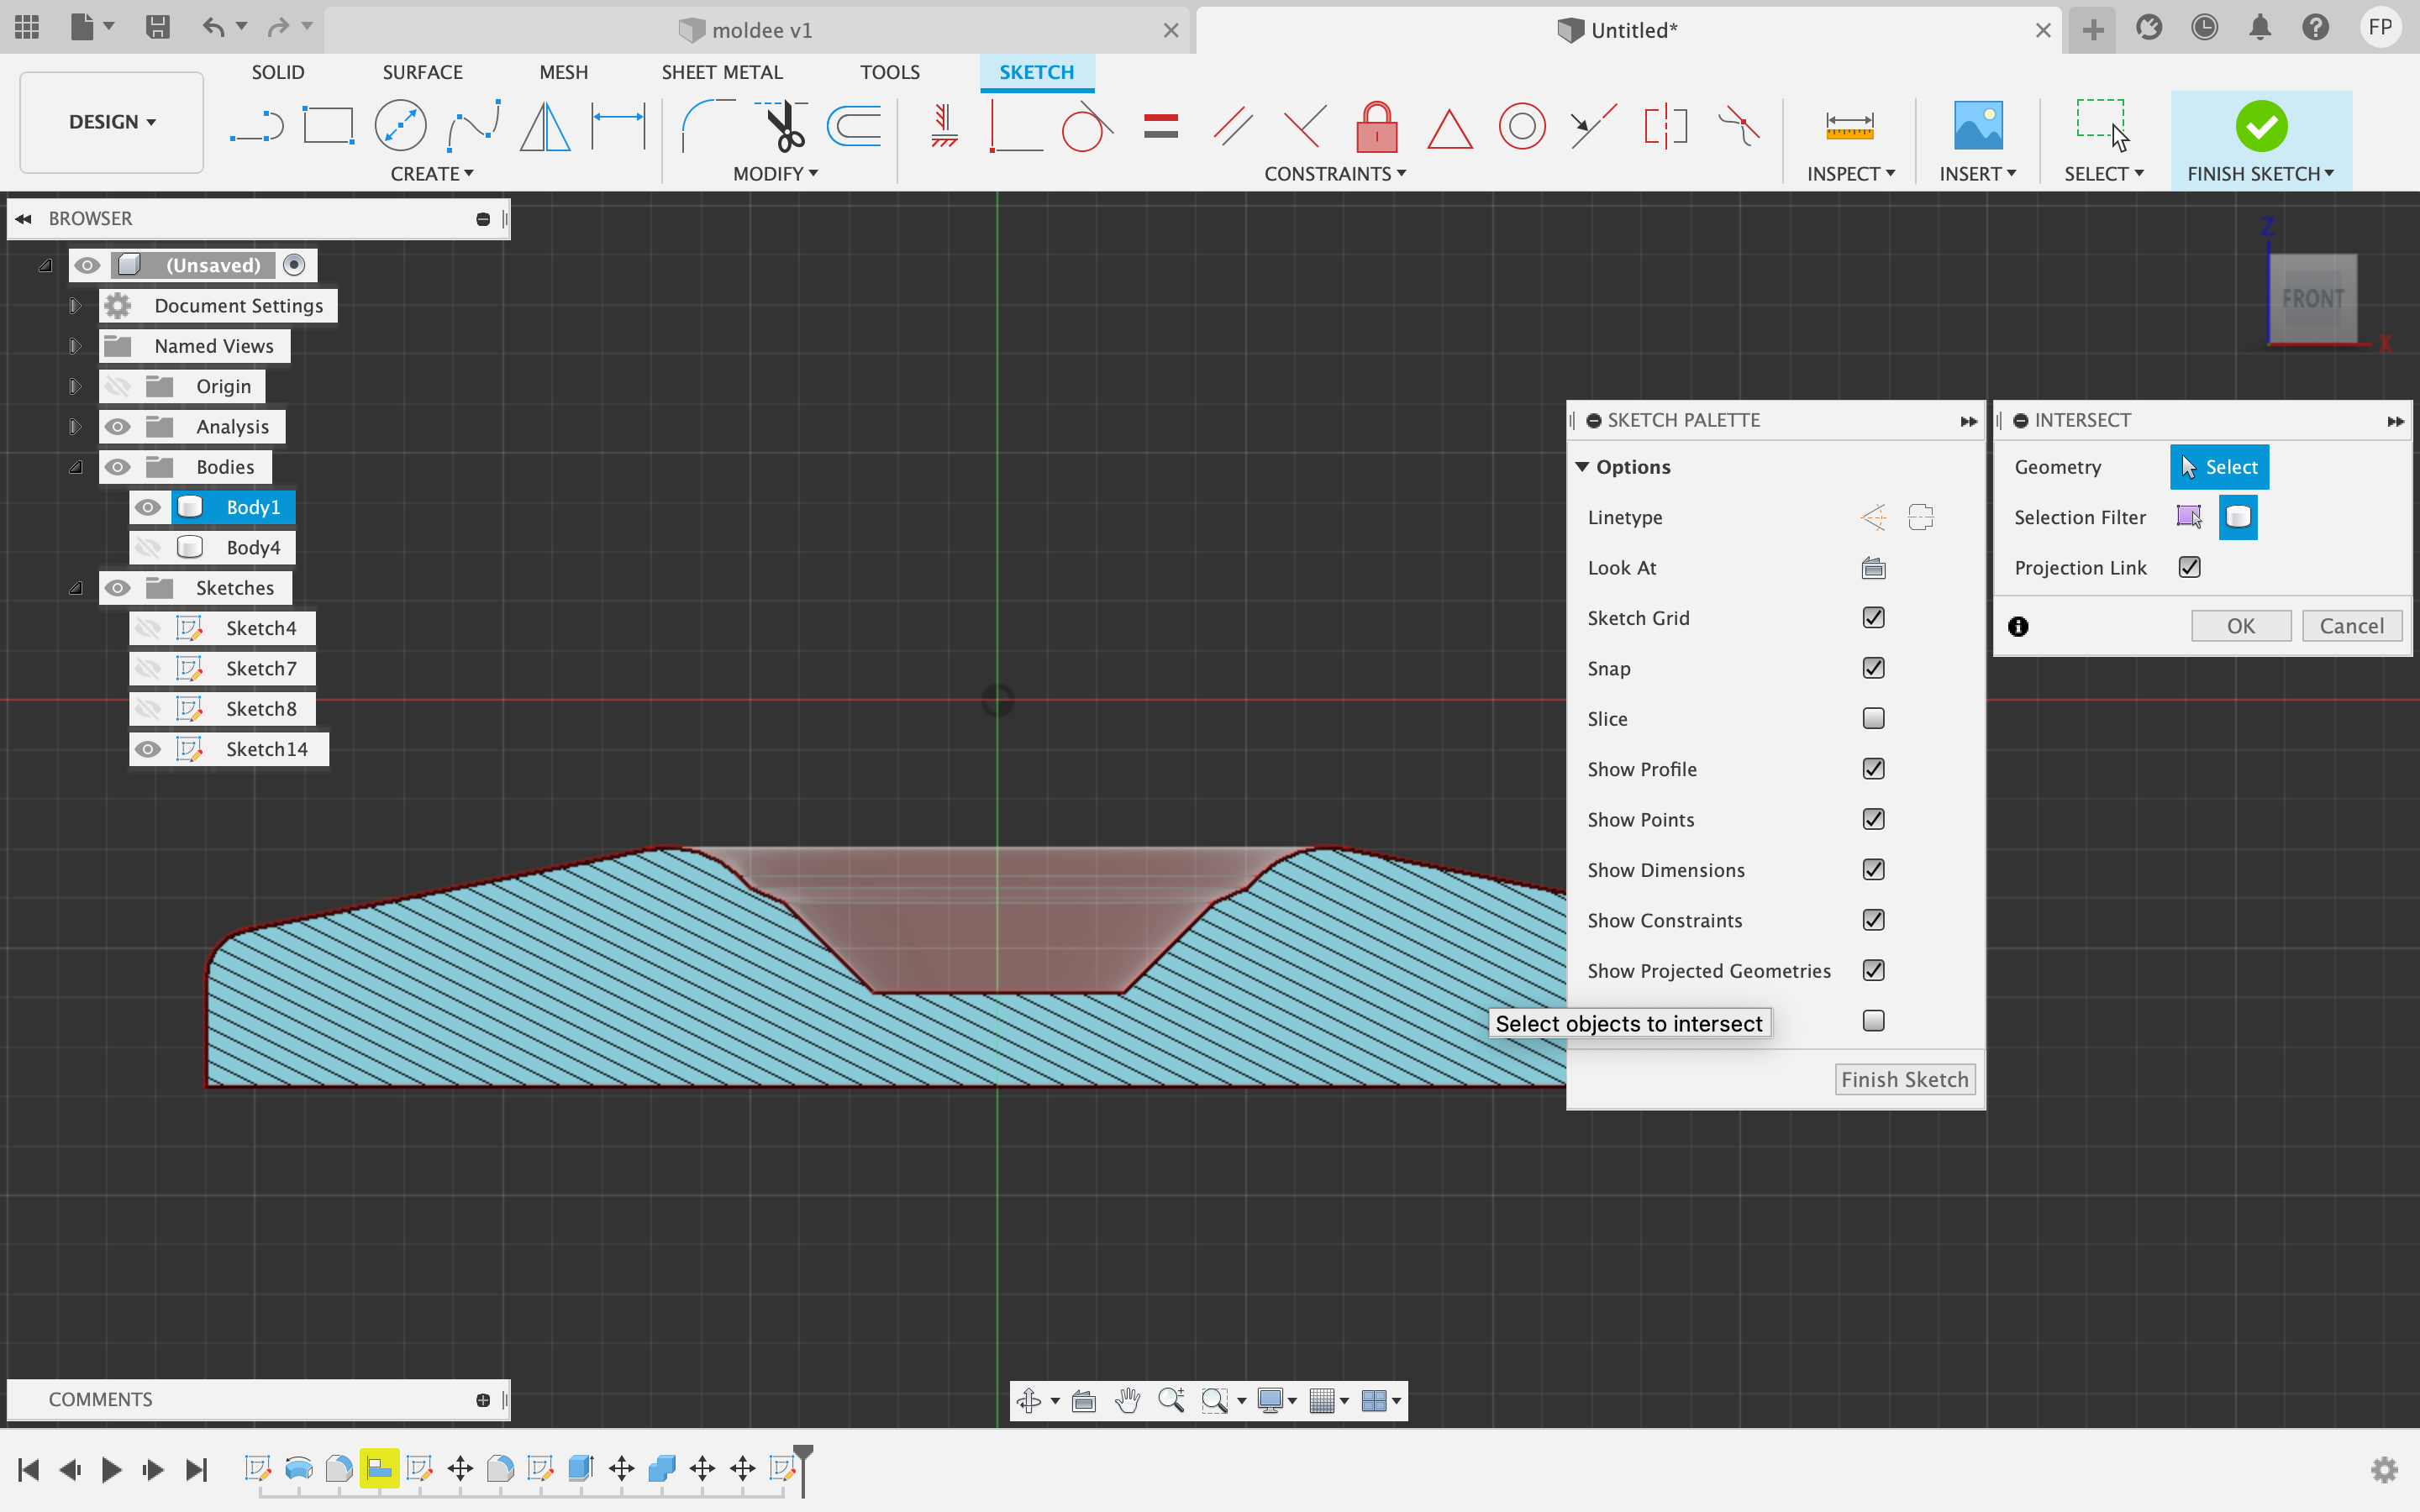 moldee v1
Untitled*
FP
DESIGN
SOLID
SURFACE
MESH
SHEET METAL
TOOLS
SKETCH
CREATE
MODIFY
CONSTRAINTS
INSPECT
INSERT
SELECT
FINISH SKETCH
BROWSER
(Unsaved)
Document Settings
Named Views
Origin
Analysis
Bodies
Body1
Body4
Sketches
Sketch4
Sketch7
Sketch8
Sketch14
Z
FRONT
X
SKETCH PALETTE
Options
Linetype
Look At
Sketch Grid
Snap
Slice
Show Profile
Show Points
Show Dimensions
Show Constraints
Show Projected Geometries
Select objects to intersect
Finish Sketch
INTERSECT
Geometry
Select
Selection Filter
Projection Link
OK
Cancel
COMMENTS